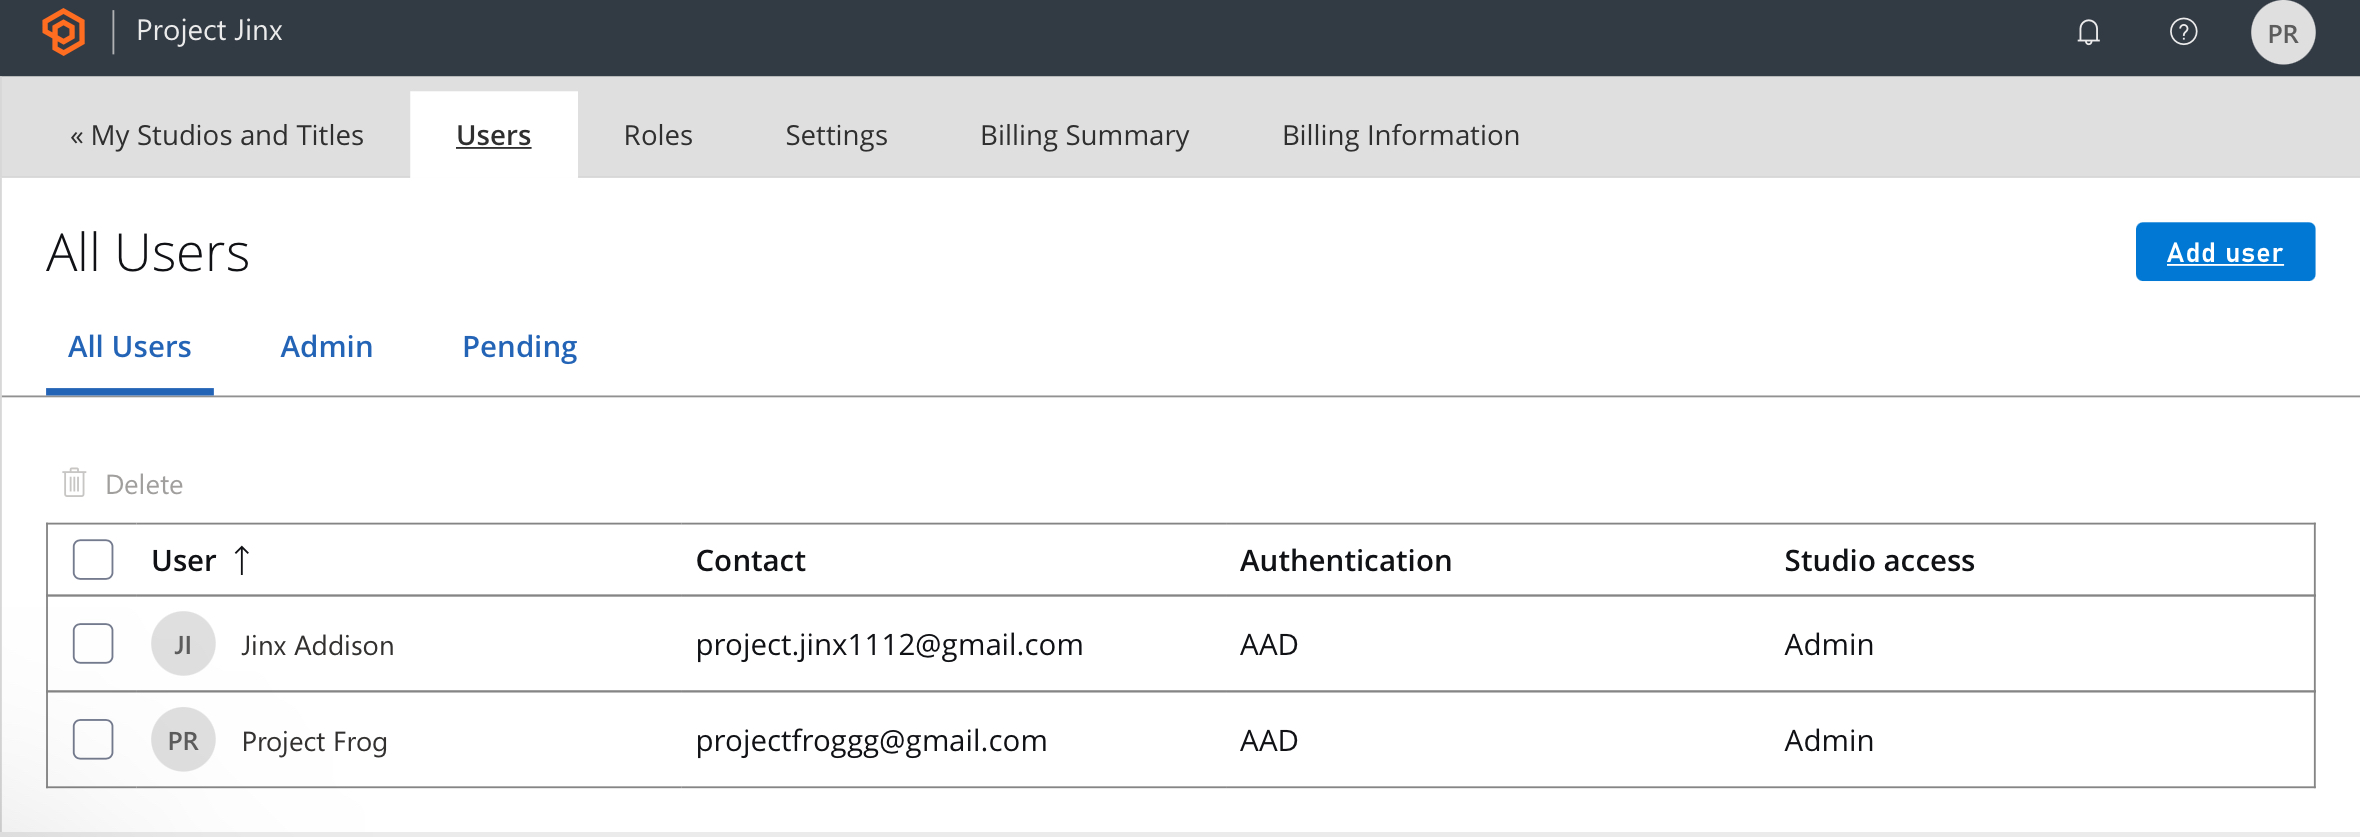 Project Jinx
PR
« My Studios and Titles Users Roles Settings Billing Summary Billing Information
All Users
Add user
All Users Admin Pending
Delete
User ↑ Contact Authentication Studio access
JI Jinx Addison project.jinx1112@gmail.com AAD Admin
PR Project Frog projectfroggg@gmail.com AAD Admin